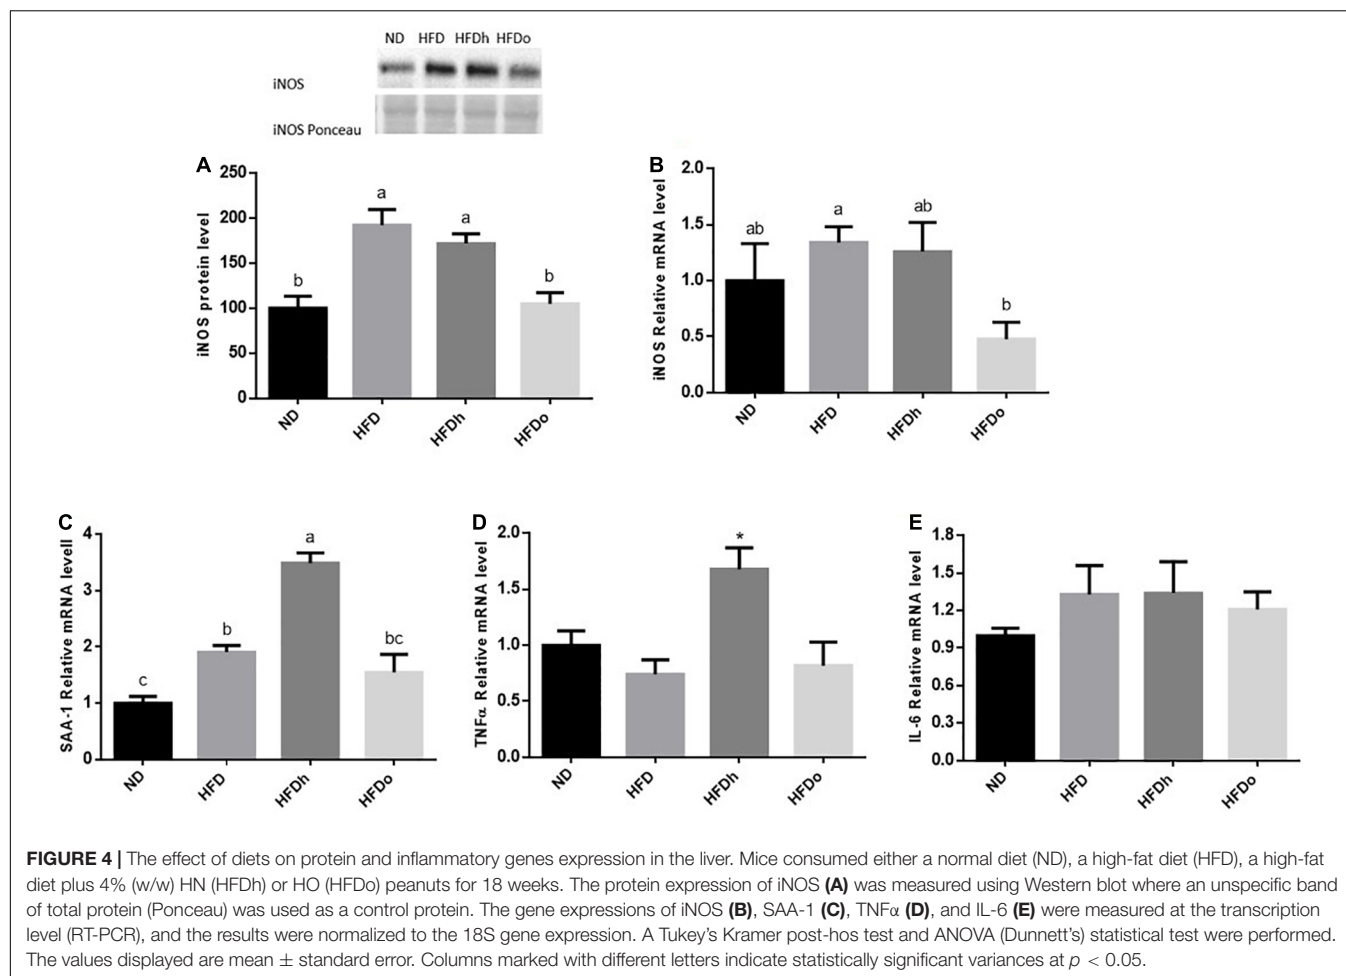 ND HFD HFDh HFDo
iNOS
iNOS Ponceau
A
iNOS protein level
250
200
150
100
50
0
b
a
a
b
ND
HFD
HFDh
HFDo
B
iNOS Relative mRNA level
2.0
1.5
1.0
0.5
0.0
ab
a
ab
b
ND
HFD
HFDh
HFDo
C
SAA-1 Relative mRNA levell
4
3
2
1
0
c
b
a
bc
ND
HFD
HFDh
HFDo
D
TNFα Relative mRNA level
2.0
1.5
1.0
0.5
0.0
*
ND
HFD
HFDh
HFDo
E
IL-6 Relative mRNA level
1.8
1.5
1.2
0.9
0.6
0.3
0.0
ND
HFD
HFDh
HFDo
FIGURE 4 | The effect of diets on protein and inflammatory genes expression in the liver. Mice consumed either a normal diet (ND), a high-fat diet (HFD), a high-fat
diet plus 4% (w/w) HN (HFDh) or HO (HFDo) peanuts for 18 weeks. The protein expression of iNOS (A) was measured using Western blot where an unspecific band
of total protein (Ponceau) was used as a control protein. The gene expressions of iNOS (B), SAA-1 (C), TNFα (D), and IL-6 (E) were measured at the transcription
level (RT-PCR), and the results were normalized to the 18S gene expression. A Tukey's Kramer post-hos test and ANOVA (Dunnett's) statistical test were performed.
The values displayed are mean ± standard error. Columns marked with different letters indicate statistically significant variances at p < 0.05.